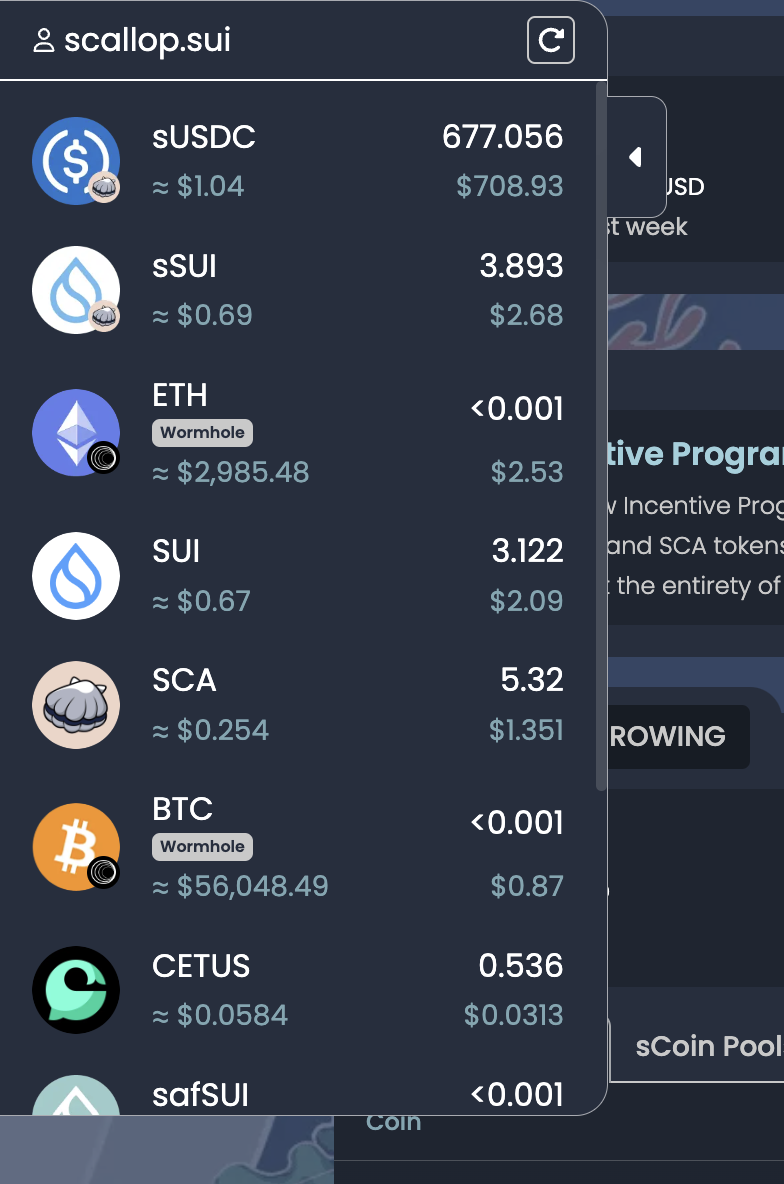 scallop.sui
sUSDC 677.056
≈ $1.04 $708.93
sSUI 3.893
≈ $0.69 $2.68
ETH <0.001
Wormhole
≈ $2,985.48 $2.53
SUI 3.122
≈ $0.67 $2.09
SCA 5.32
≈ $0.254 $1.351
BTC <0.001
Wormhole
≈ $56,048.49 $0.87
CETUS 0.536
≈ $0.0584 $0.0313
safSUI <0.001
USD
st week
tive Progra
w Incentive Prog
and SCA tokens
t the entirety of
ROWING
sCoin Pool
Coin